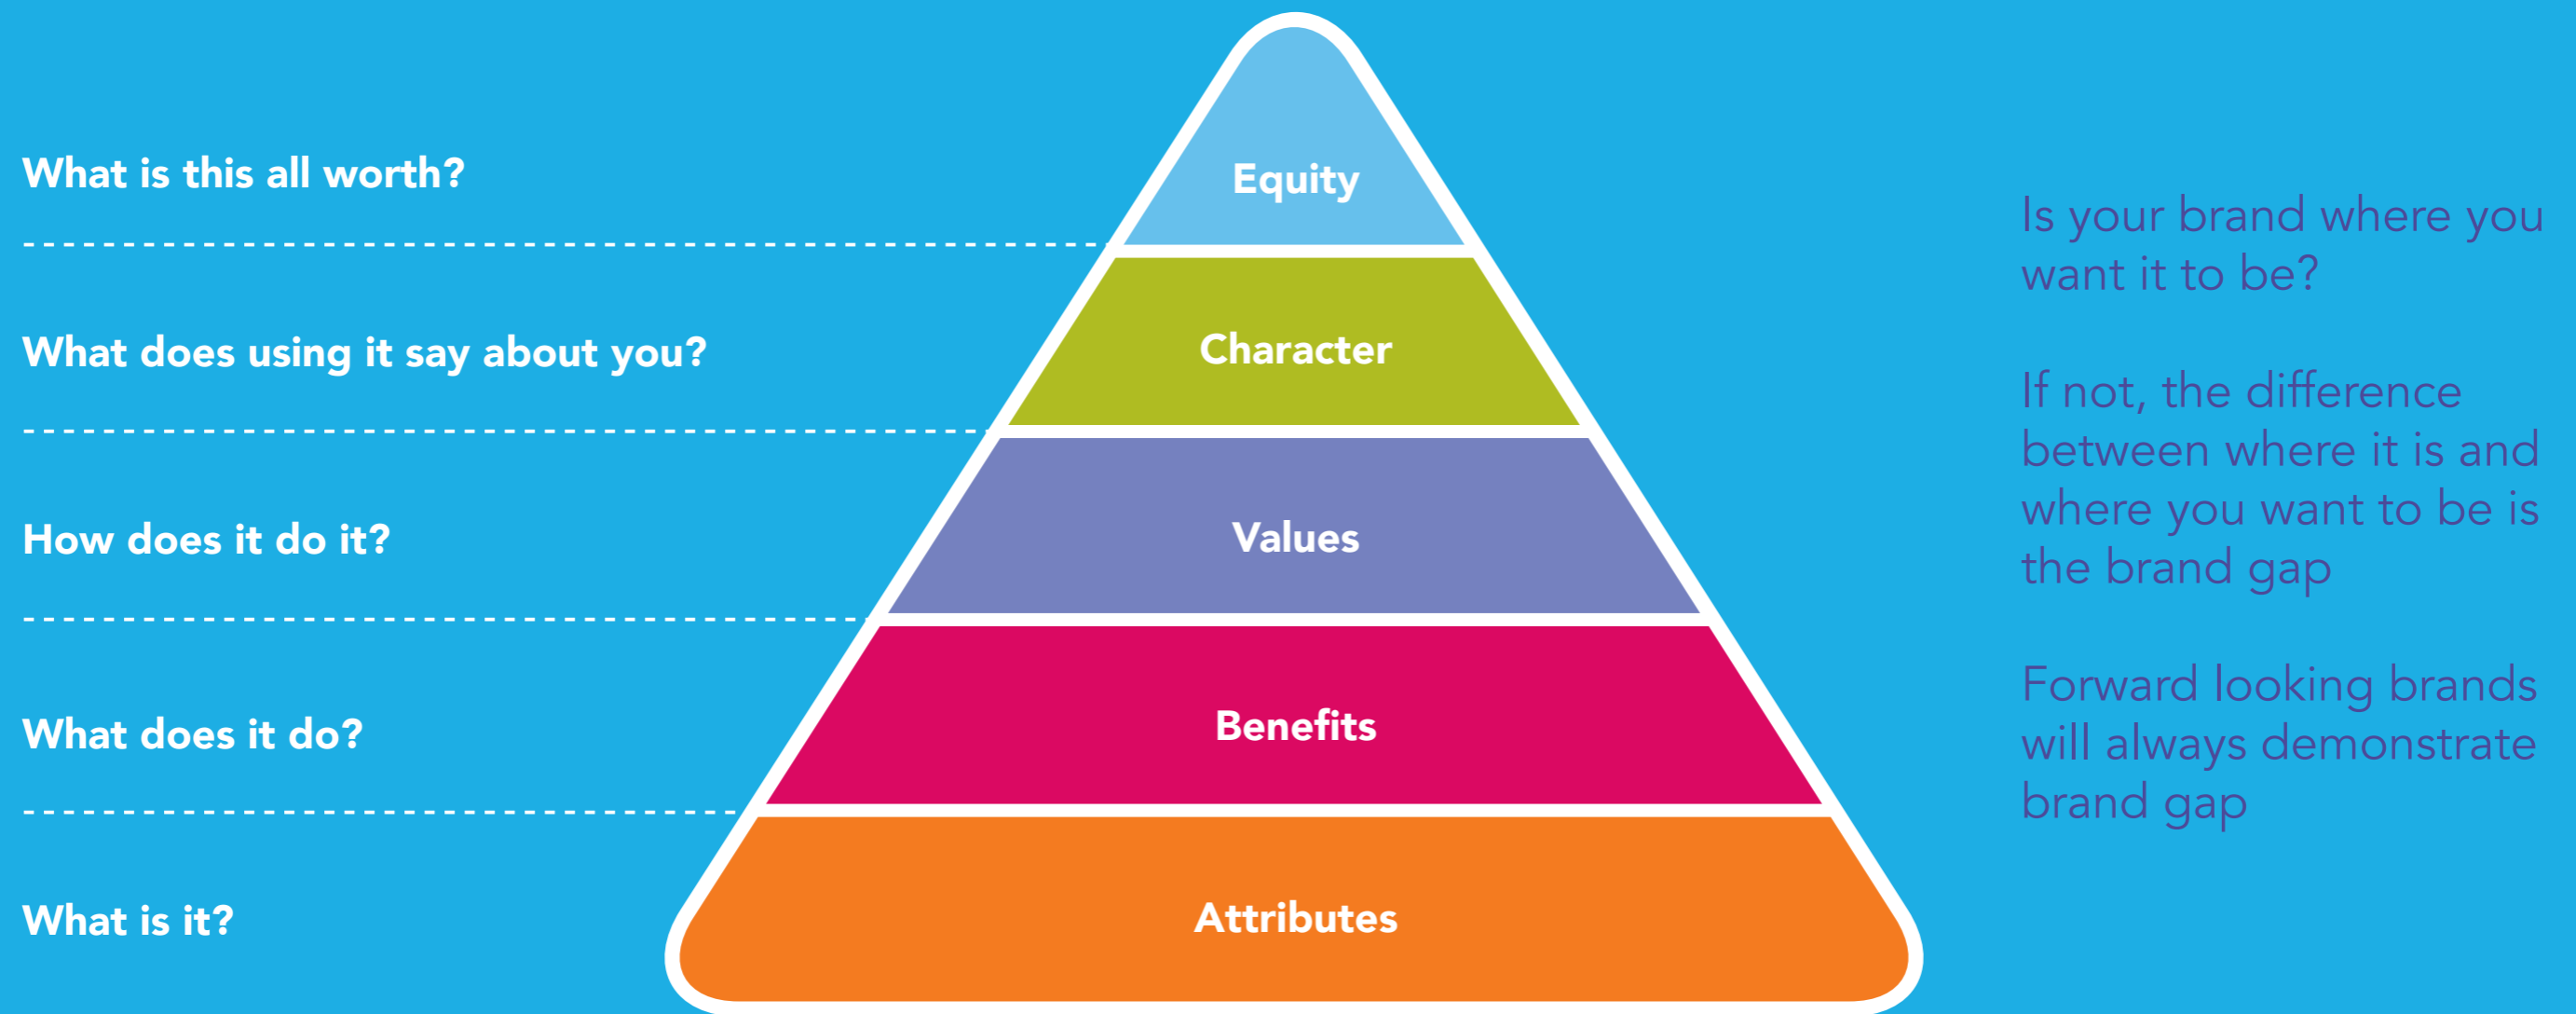 What is this all worth?
Equity
What does using it say about you?
Character
How does it do it?
Values
What does it do?
Benefits
What is it?
Attributes
Is your brand where you
want it to be?
If not, the difference
between where it is and
where you want to be is
the brand gap
Forward looking brands
will always demonstrate
brand gap